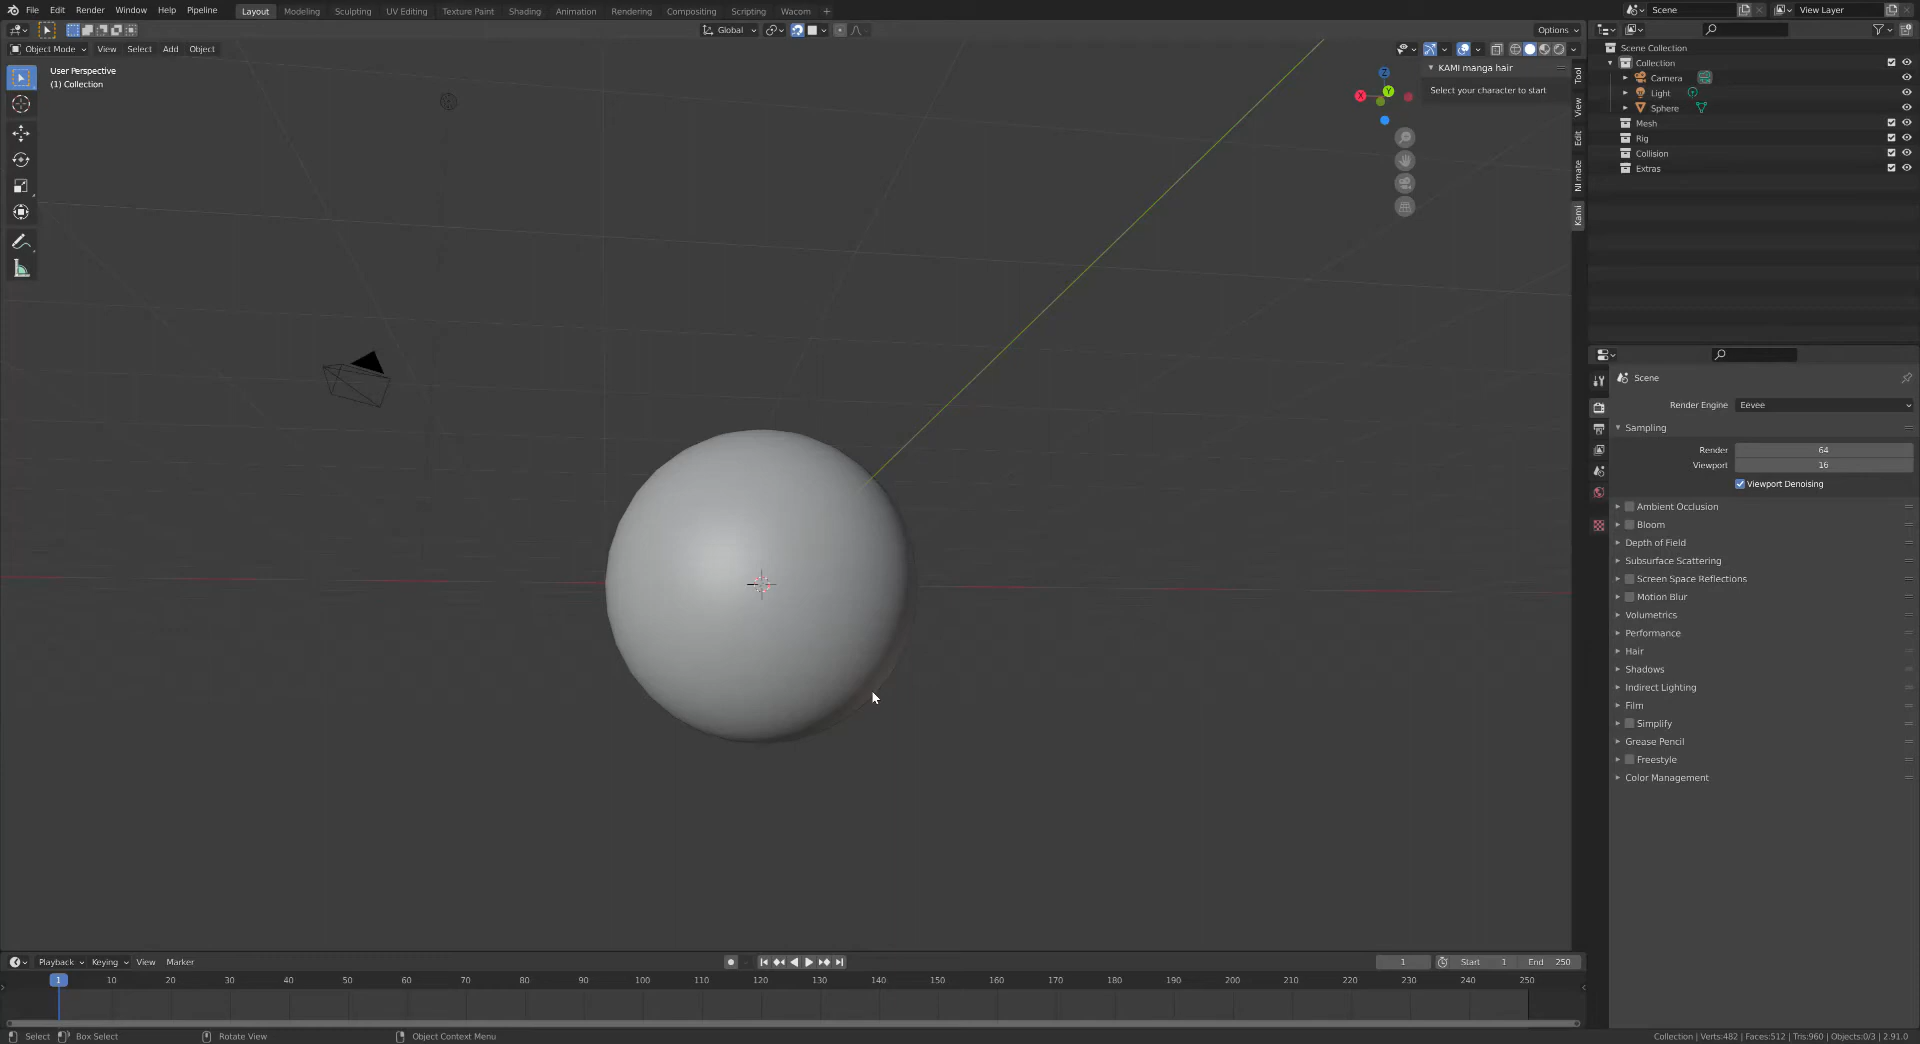 File Edit Render Window Help Pipeline Layout Modeling Sculpting UV Editing Texture Paint Shading Animation Rendering Compositing Scripting Wacom + Scene View Layer
Global Options
Object Mode View Select Add Object
User Perspective
(1) Collection
Z
X
Y
KAMI manga hair
Select your character to start
Tool
View
Edit
NI mate
Kami
Scene Collection
Collection
Camera
Light
Sphere
Mesh
Rig
Collision
Extras
Scene
Render Engine Eevee
Sampling
Render 64
Viewport 16
Viewport Denoising
Ambient Occlusion
Bloom
Depth of Field
Subsurface Scattering
Screen Space Reflections
Motion Blur
Volumetrics
Performance
Hair
Shadows
Indirect Lighting
Film
Simplify
Grease Pencil
Freestyle
Color Management
Playback Keying View Marker 1 Start 1 End 250
1 10 20 30 40 50 60 70 80 90 100 110 120 130 140 150 160 170 180 190 200 210 220 230 240 250
Select Box Select Rotate View Object Context Menu Collection | Verts:482 | Faces:512 | Tris:960 | Objects:0/3 | 2.91.0